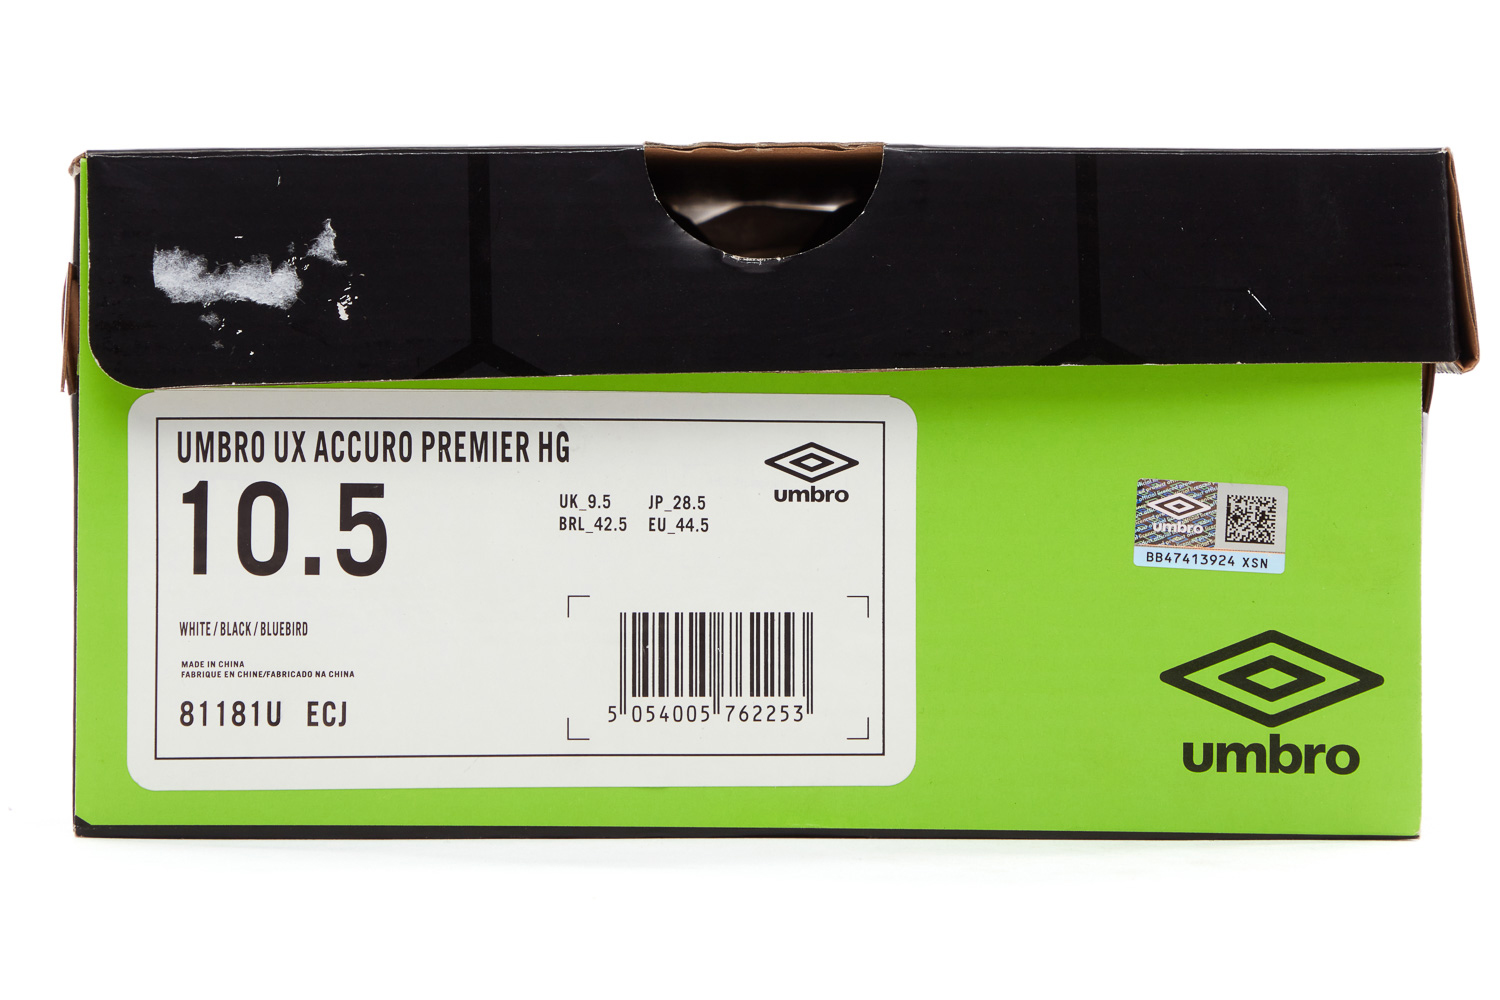 UMBRO UX ACCURO PREMIER HG
umbro
10.5
UK_9.5 JP_28.5
BRL_42.5 EU_44.5
WHITE/BLACK/BLUEBIRD
MADE IN CHINA
FABRIQUE EN CHINE/FABRICADO NA CHINA
81181U ECJ
5 054005 762253
umbro
BB47413924 XSN
umbro